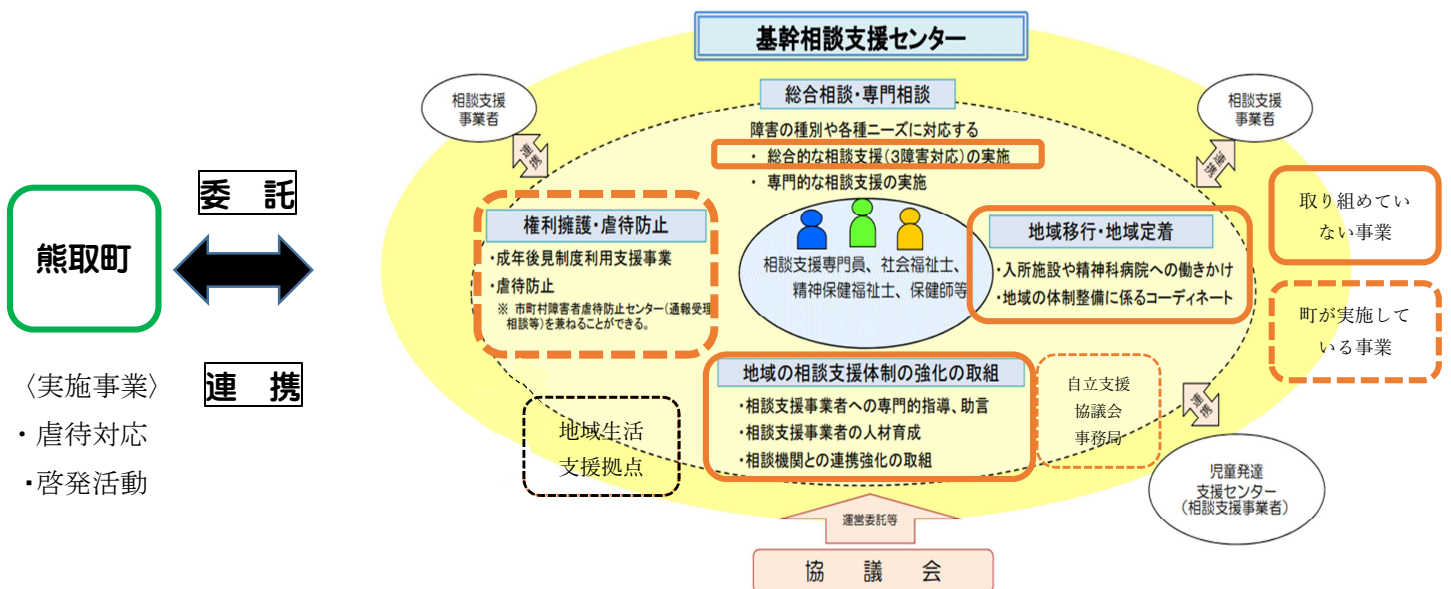 基幹相談支援センター
相談支援
事業者
連携
総合相談・専門相談
障害の種別や各種ニーズに対応する
・ 総合的な相談支援(3障害対応)の実施
・ 専門的な相談支援の実施
相談支援
事業者
連携
熊取町
委 託
連 携
〈実施事業〉
・虐待対応
・啓発活動
権利擁護・虐待防止
・成年後見制度利用支援事業
・虐待防止
※ 市町村障害者虐待防止センター(通報受理、
相談等)を兼ねることができる。
相談支援専門員、社会福祉士、
精神保健福祉士、保健師等
地域移行・地域定着
・入所施設や精神科病院への働きかけ
・地域の体制整備に係るコーディネート
取り組めてい
ない事業
町が実施して
いる事業
地域の相談支援体制の強化の取組
・相談支援事業者への専門的指導、助言
・相談支援事業者の人材育成
・相談機関との連携強化の取組
地域生活
支援拠点
自立支援
協議会
事務局
連携
児童発達
支援センター
(相談支援事業者)
運営委託等
協 議 会